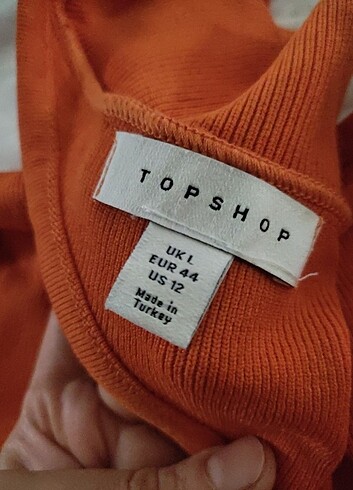 TOPSHOP
UK L
EUR 44
US 12
Made in
Turkey